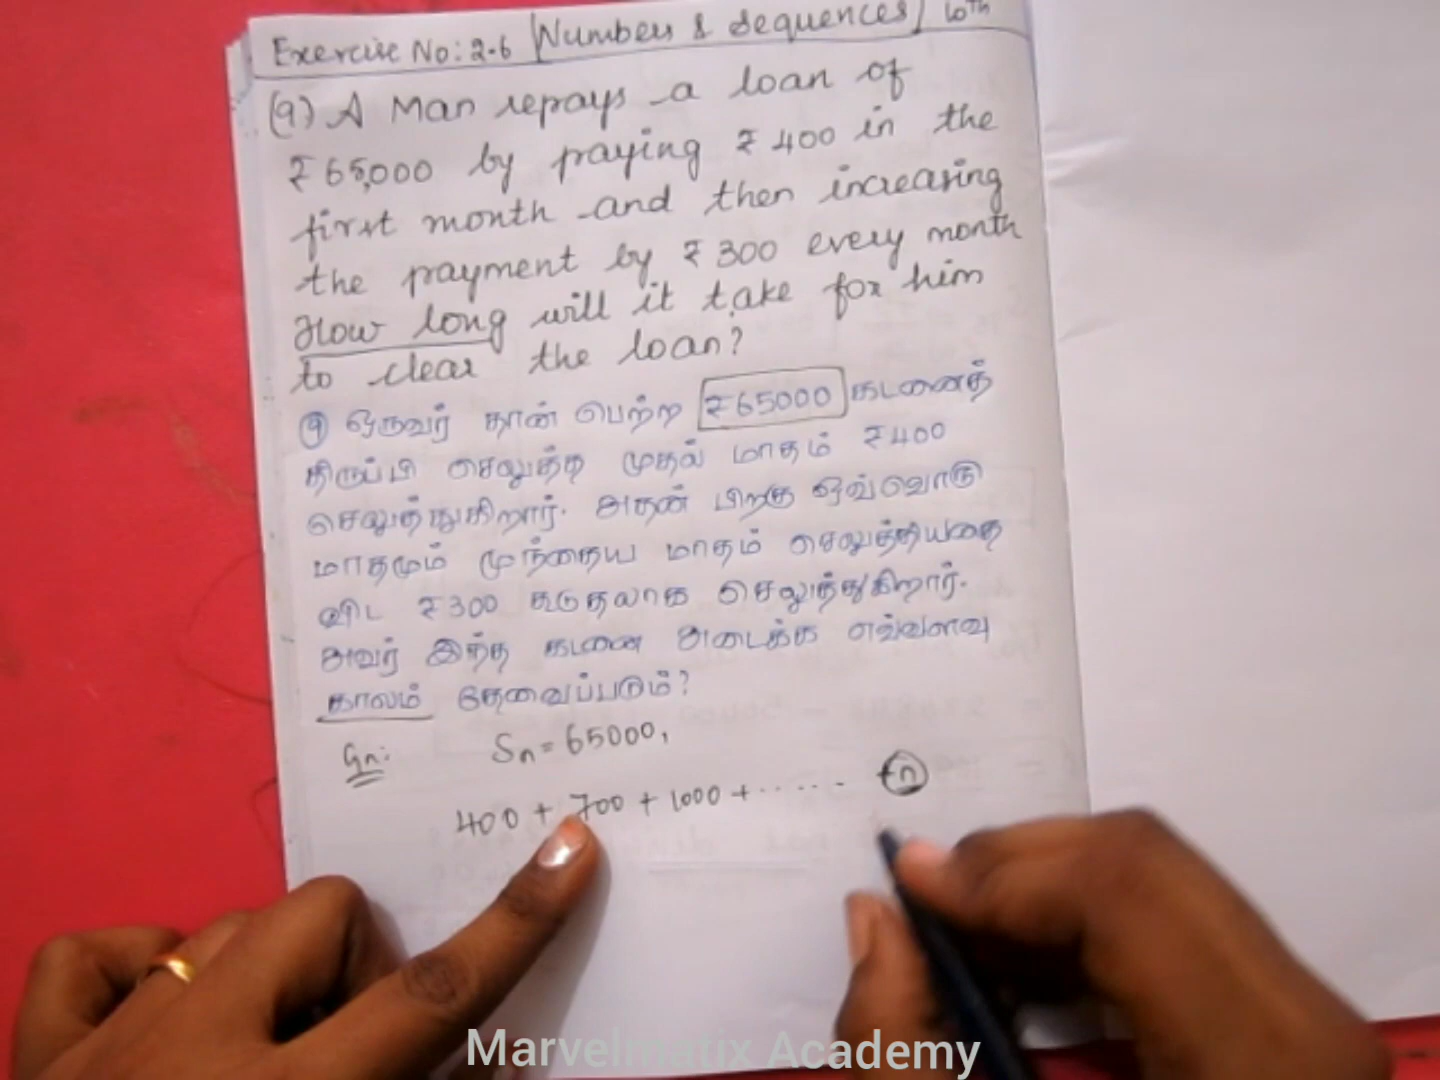 Exercise No: 2.6 Numbers & Sequences 10th
(9) A Man repays a loan of
₹65,000 by paying ₹400 in the
first month and then increasing
the payment by ₹300 every month
How long will it take for him
to clear the loan?
(9) ஒருவர் தான் பெற்ற ₹65000 கடனைத்
திருப்பி செலுத்த முதல் மாதம் ₹400
செலுத்துகிறார். அதன் பிறகு ஒவ்வொரு
மாதமும் முந்தைய மாதம் செலுத்தியதை
விட ₹300 கூடுதலாக செலுத்துகிறார்.
அவர் இந்த கடனை அடைக்க எவ்வளவு
காலம் தேவைப்படும்?
Gn: Sn = 65000,
400 + 700 + 1000 + ...... +n
Marvelmatix Academy